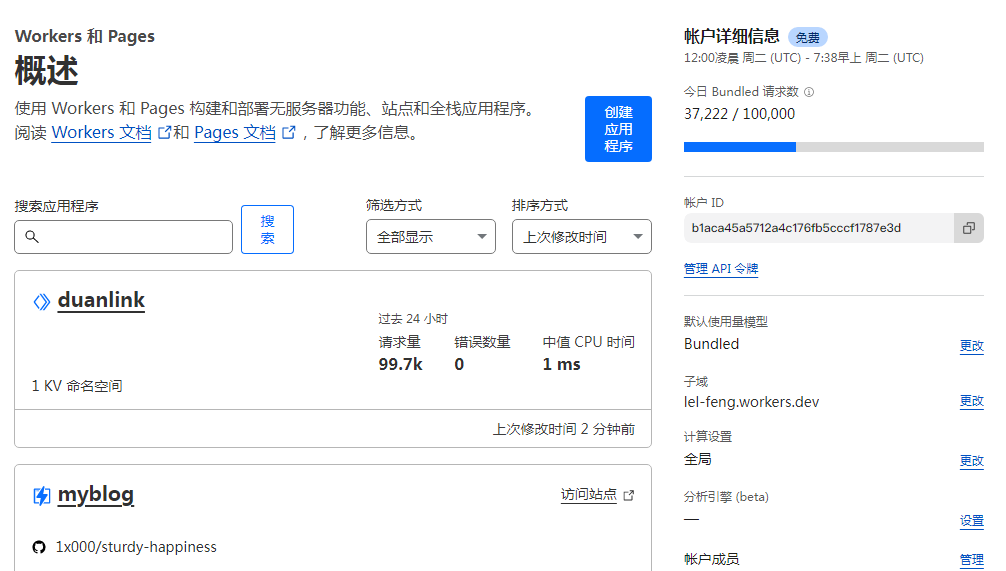 Workers 和 Pages
概述
使用 Workers 和 Pages 构建和部署无服务器功能、站点和全栈应用程序。
阅读 Workers 文档 和 Pages 文档 ，了解更多信息。
创建
应用
程序
搜索应用程序
搜
索
筛选方式
全部显示
排序方式
上次修改时间
duanlink
过去 24 小时
请求量 错误数量 中值 CPU 时间
99.7k 0 1 ms
1 KV 命名空间
上次修改时间 2 分钟前
myblog
访问站点
1x000/sturdy-happiness
帐户详细信息 免费
12:00凌晨 周二 (UTC) - 7:38早上 周二 (UTC)
今日 Bundled 请求数
37,222 / 100,000
帐户 ID
b1aca45a5712a4c176fb5cccf1787e3d
管理 API 令牌
默认使用量模型
Bundled 更改
子域
lel-feng.workers.dev 更改
计算设置
全局 更改
分析引擎 (beta)
— 设置
帐户成员 管理